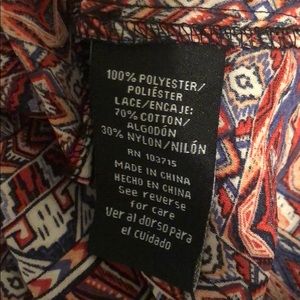 100% POLYESTER/
POLIÉSTER
LACE/ENCAJE:
70% COTTON/
ALGODÓN
30% NYLON/NILÓN
RN 103715
MADE IN CHINA
HECHO EN CHINA
See reverse
for care
Ver al dorso para
el cuidado